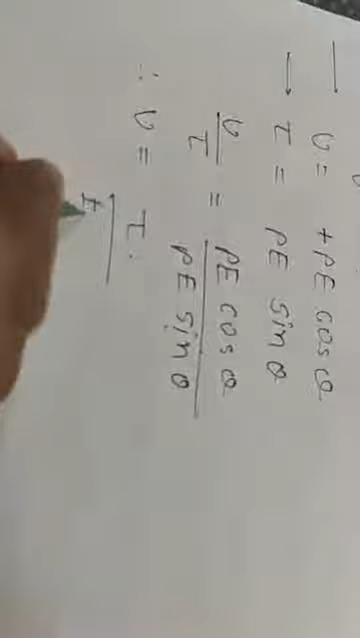 → U = + PE cos θ
→ τ = PE sin θ
U/τ = PE cos θ / PE sin θ
∴ U = τ.